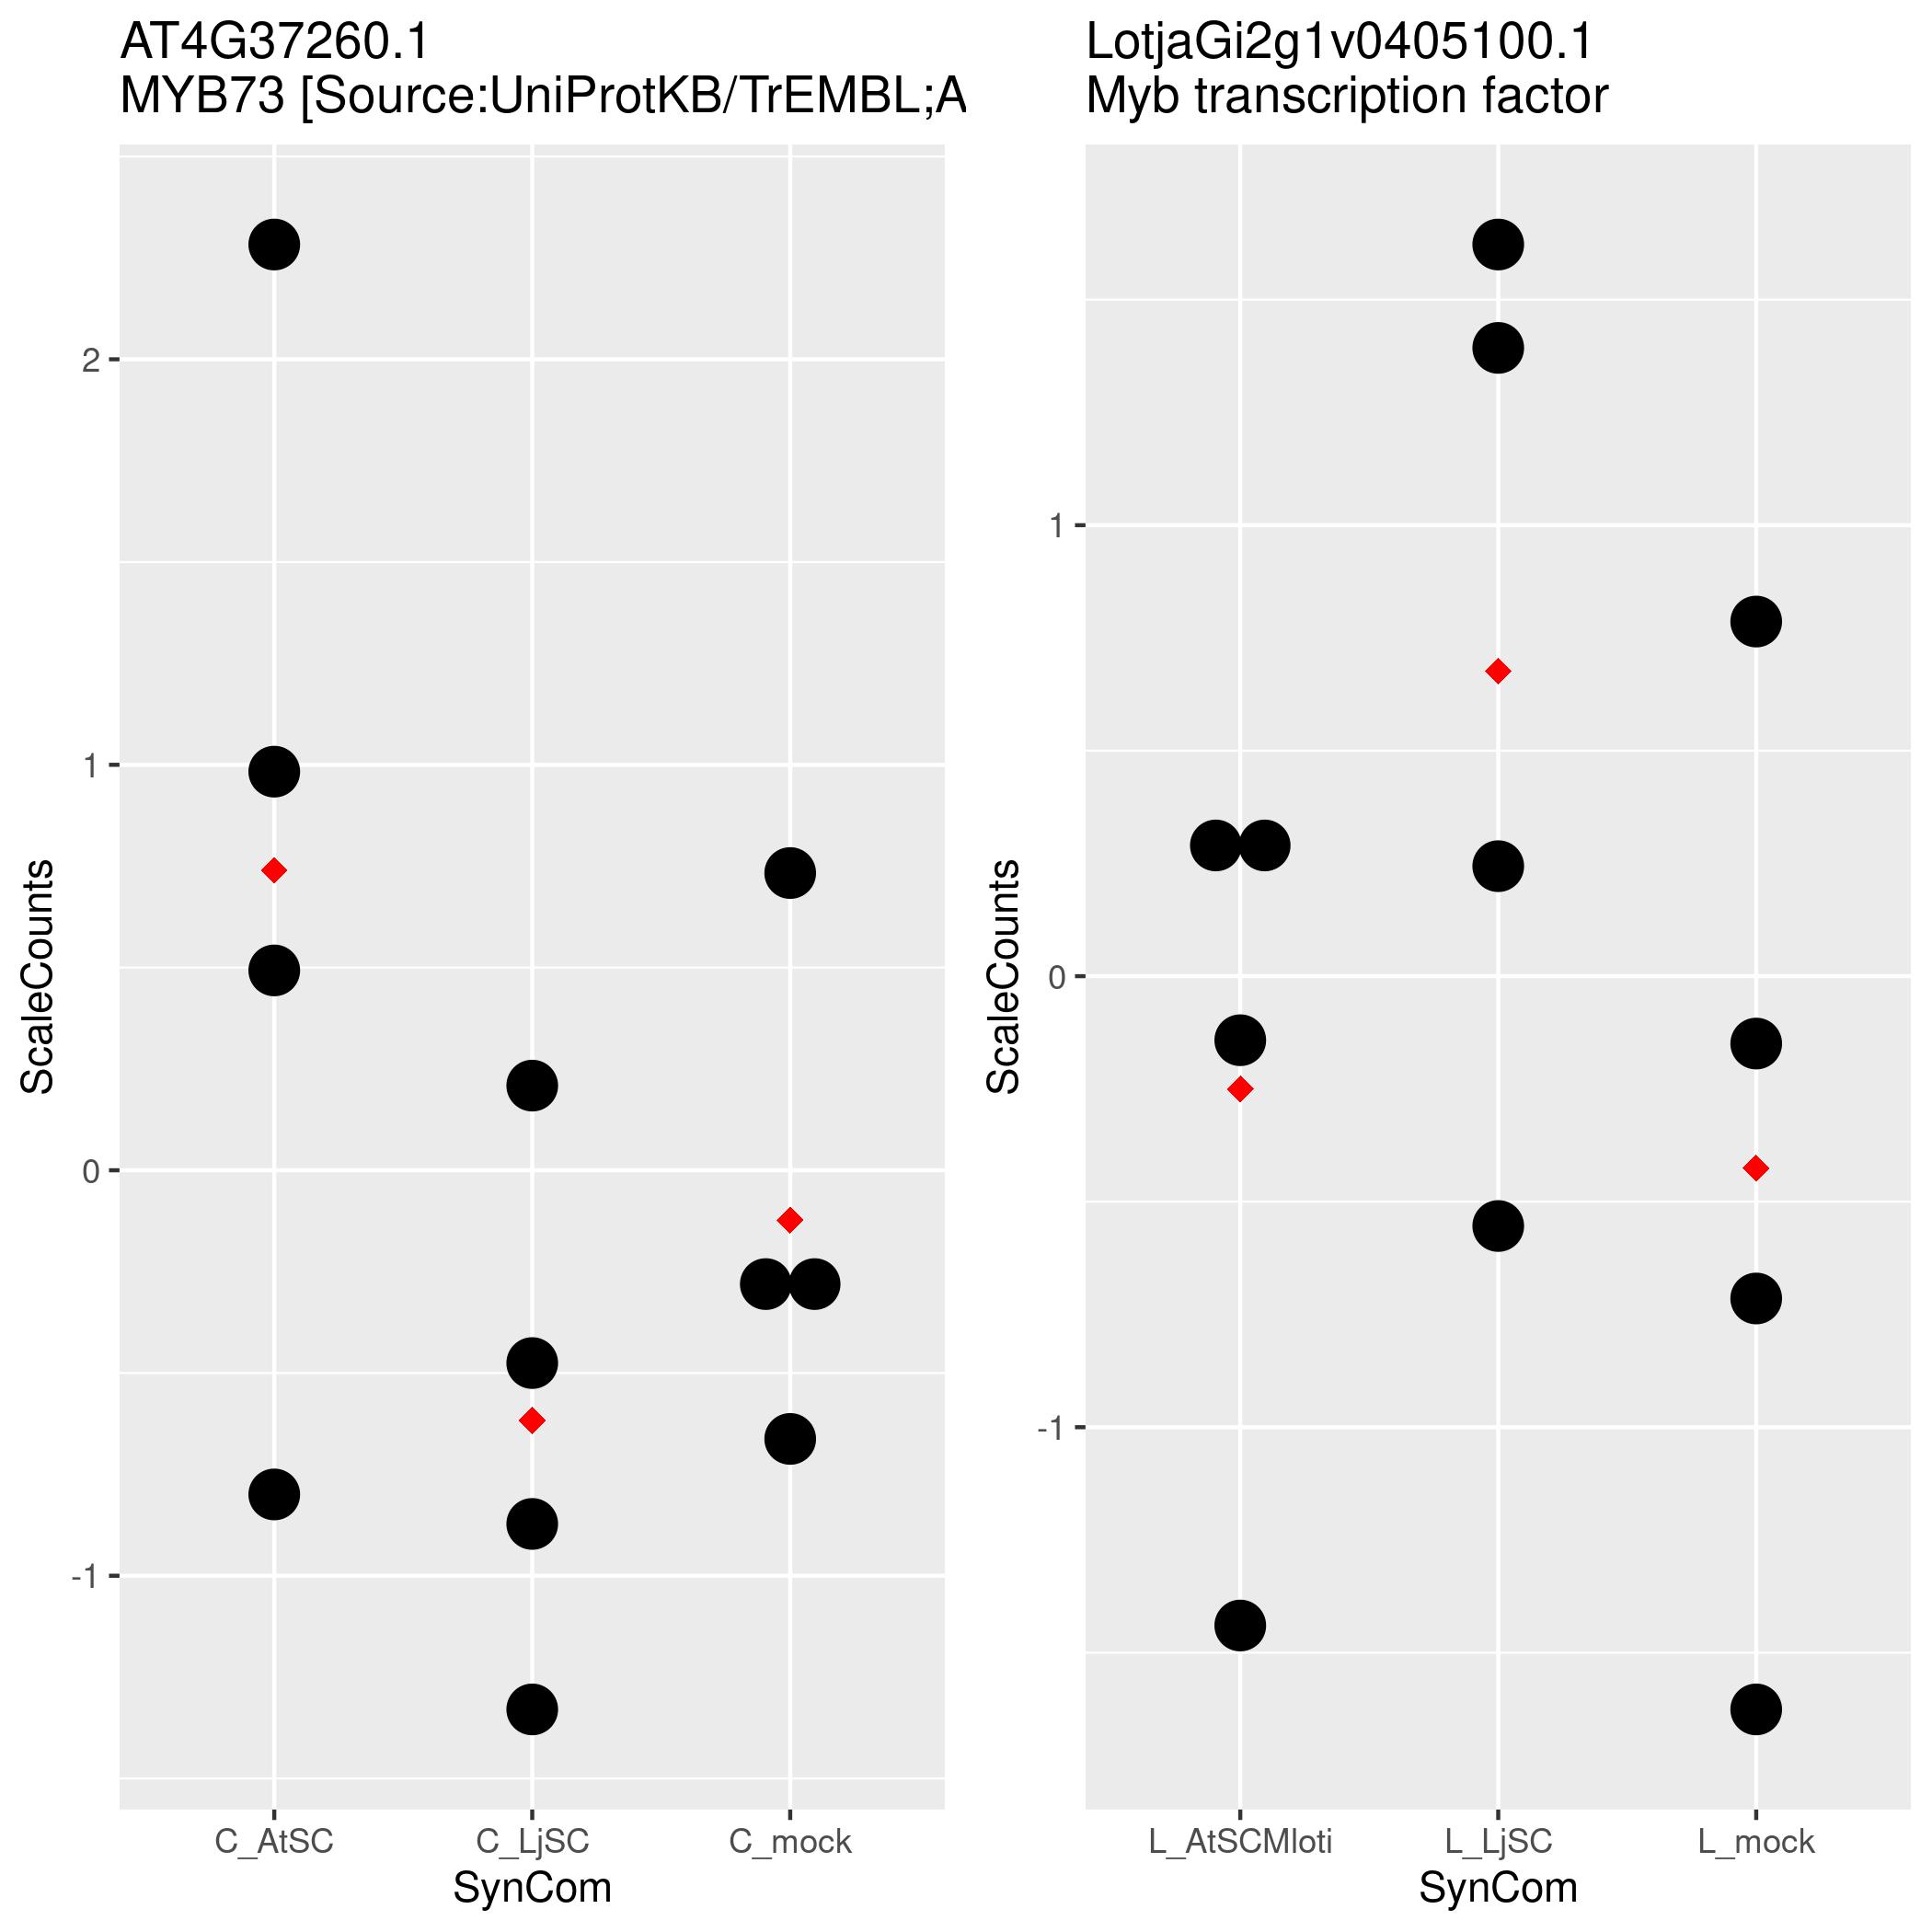 AT4G37260.1
MYB73 [Source:UniProtKB/TrEMBL;A
ScaleCounts
2
1
0
-1
C_AtSC
C_LjSC
C_mock
SynCom
LotjaGi2g1v0405100.1
Myb transcription factor
ScaleCounts
1
0
-1
L_AtSCMloti
L_LjSC
L_mock
SynCom